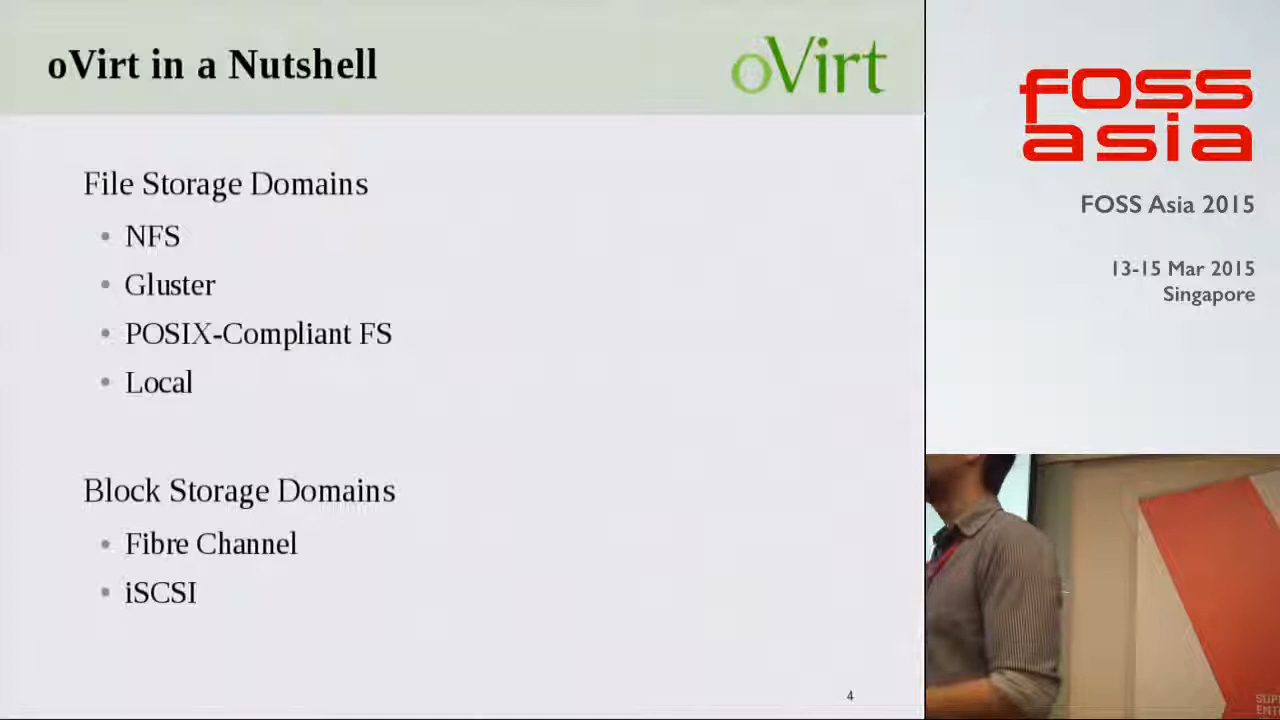 oVirt in a Nutshell
oVirt
File Storage Domains
• NFS
• Gluster
• POSIX-Compliant FS
• Local
Block Storage Domains
• Fibre Channel
• iSCSI
4
foss
asia
FOSS Asia 2015
13-15 Mar 2015
Singapore